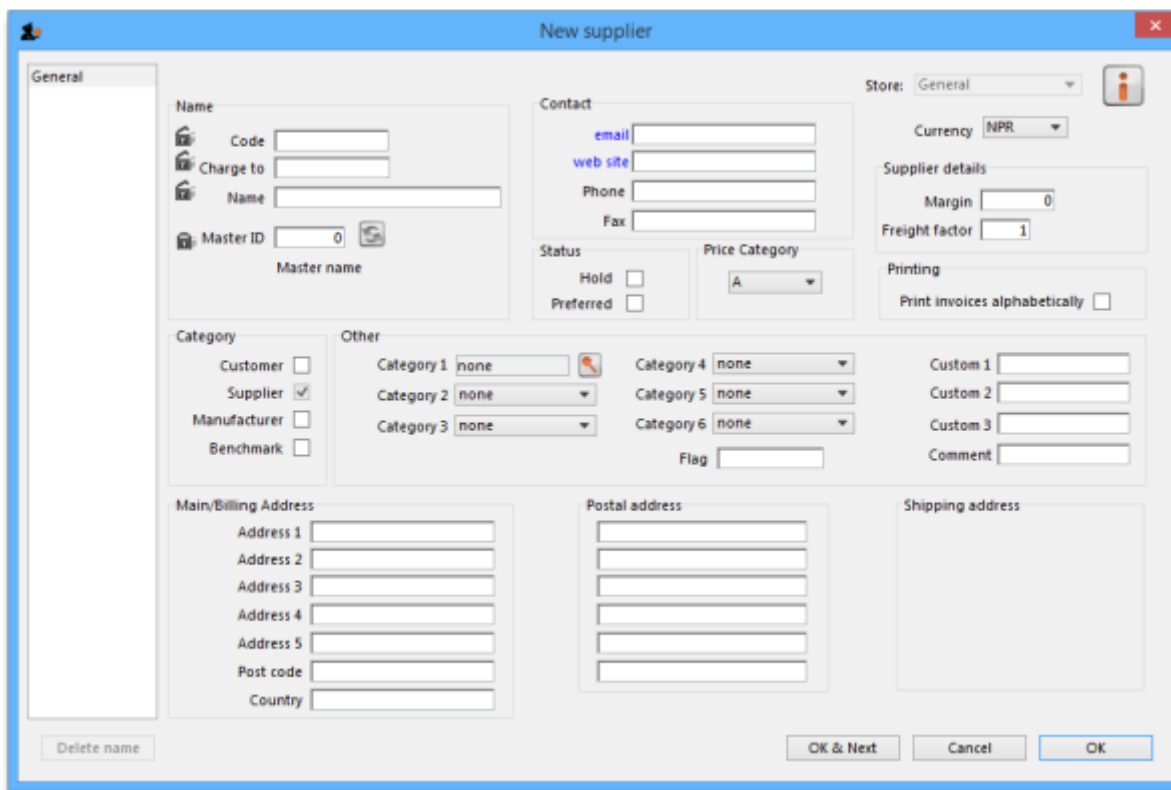 New supplier
General
Store: General
Currency NPR
Name
Code
Charge to
Name
Master ID 0
Master name
Contact
email
web site
Phone
Fax
Supplier details
Margin 0
Freight factor 1
Status
Hold
Preferred
Price Category
A
Printing
Print invoices alphabetically
Category
Customer
Supplier
Manufacturer
Benchmark
Other
Category 1 none
Category 2 none
Category 3 none
Category 4 none
Category 5 none
Category 6 none
Flag
Custom 1
Custom 2
Custom 3
Comment
Main/Billing Address
Address 1
Address 2
Address 3
Address 4
Address 5
Post code
Country
Postal address
Shipping address
Delete name
OK & Next
Cancel
OK